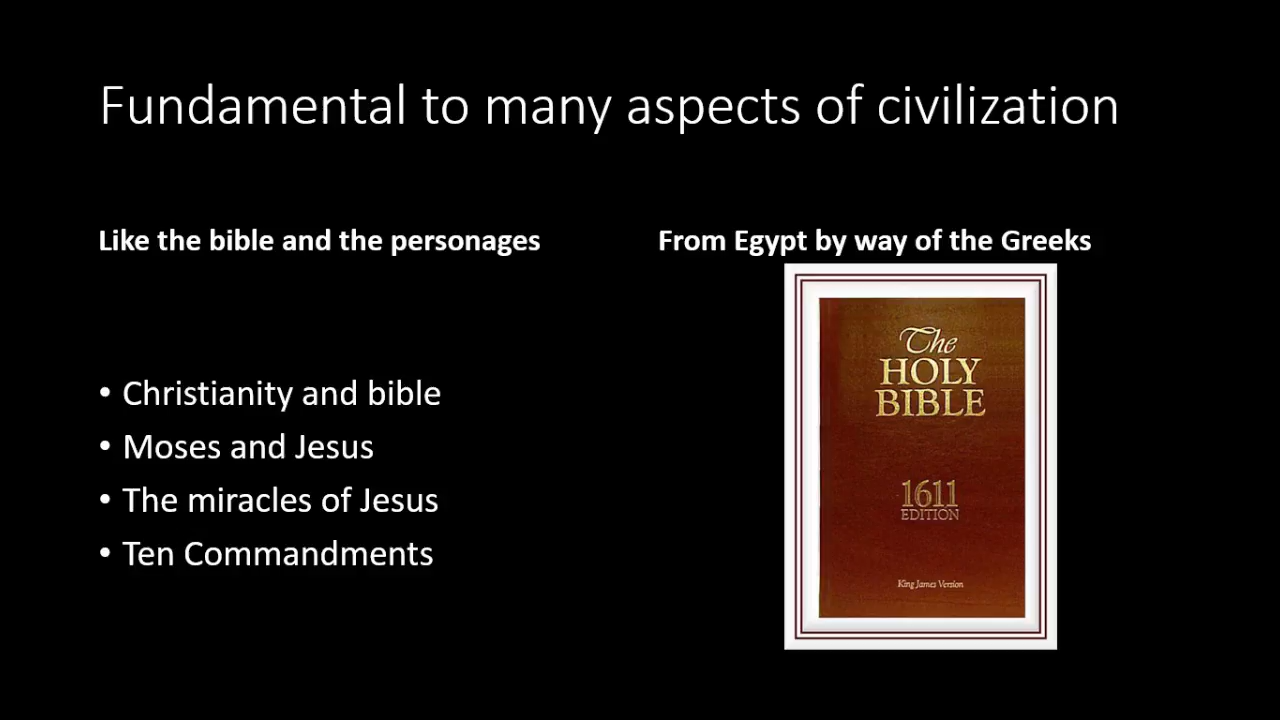 Fundamental to many aspects of civilization
Like the bible and the personages
• Christianity and bible
• Moses and Jesus
• The miracles of Jesus
• Ten Commandments
From Egypt by way of the Greeks
The
HOLY
BIBLE
1611
EDITION
King James Version